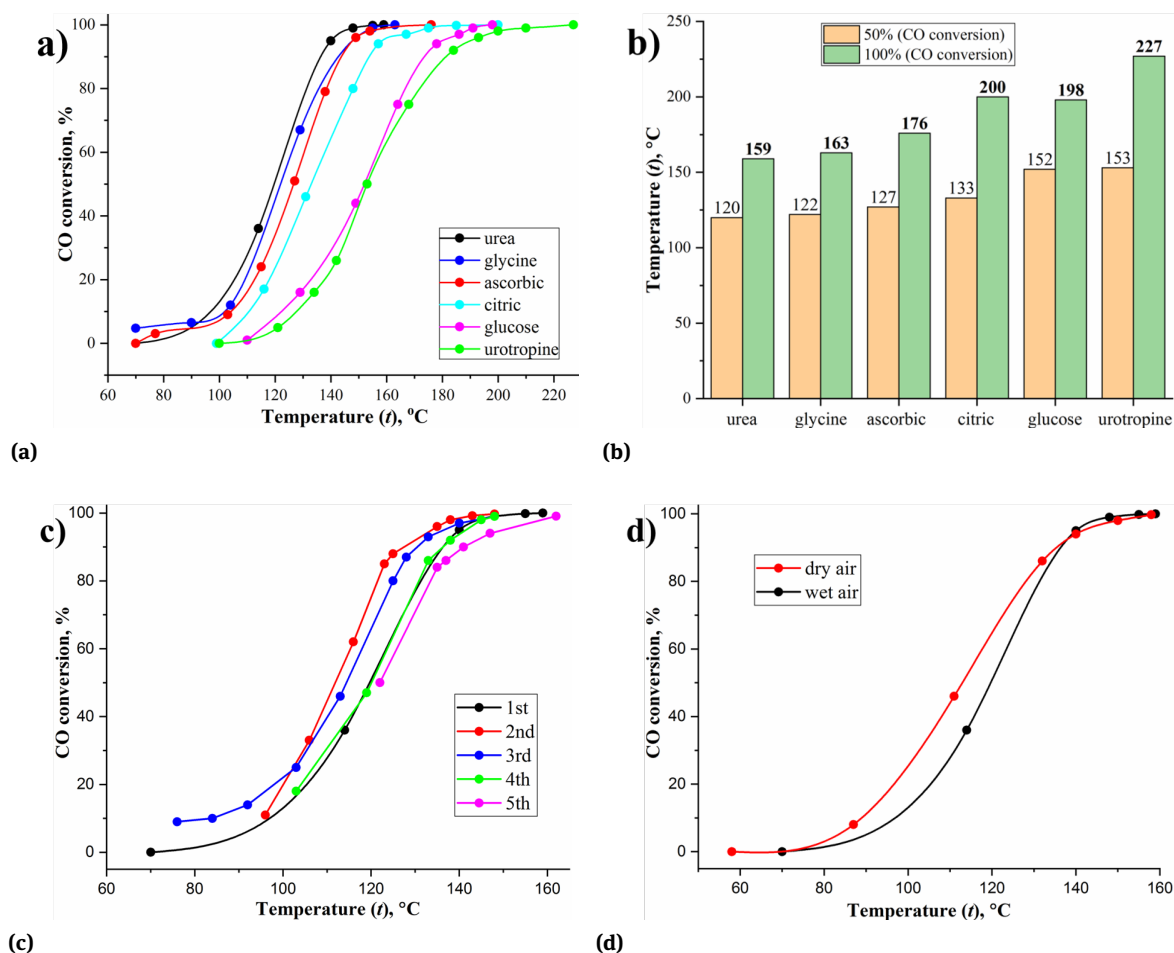 a)
CO conversion, %
100
80
60
40
20
0
urea
glycine
ascorbic
citric
glucose
urotropine
60 80 100 120 140 160 180 200 220
Temperature (t), °C
(a)
b)
Temperature (t), °C
250
200
150
100
50
0
50% (CO conversion)
100% (CO conversion)
120 159 122 163 127 176 133 200 152 198 153 227
urea glycine ascorbic citric glucose urotropine
(b)
c)
CO conversion, %
100
80
60
40
20
0
1st
2nd
3rd
4th
5th
60 80 100 120 140 160
Temperature (t), °C
(c)
d)
CO conversion, %
100
80
60
40
20
0
dry air
wet air
60 80 100 120 140 160
Temperature (t), °C
(d)